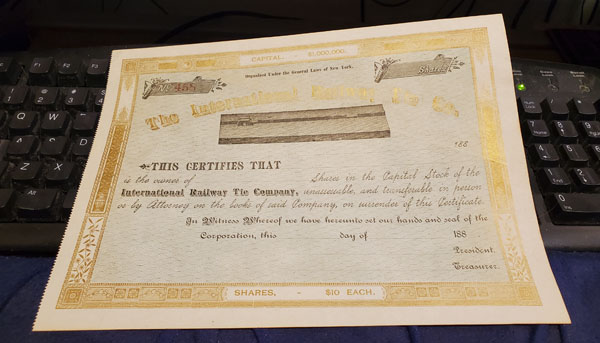 CAPITAL, $1,000,000.
Organized Under the General Laws of New York.
No 458
Shares
The International Railway Tie Co.
188
THIS CERTIFIES THAT
is the owner of Shares in the Capital Stock of the
International Railway Tie Company, unassessable, and transferable in person
or by Attorney on the books of said Company, on surrender of this Certificate.
In Witness Whereof we have hereunto set our hands and seal of the
Corporation, this day of 188
President.
Treasurer.
SHARES, - $10 EACH.